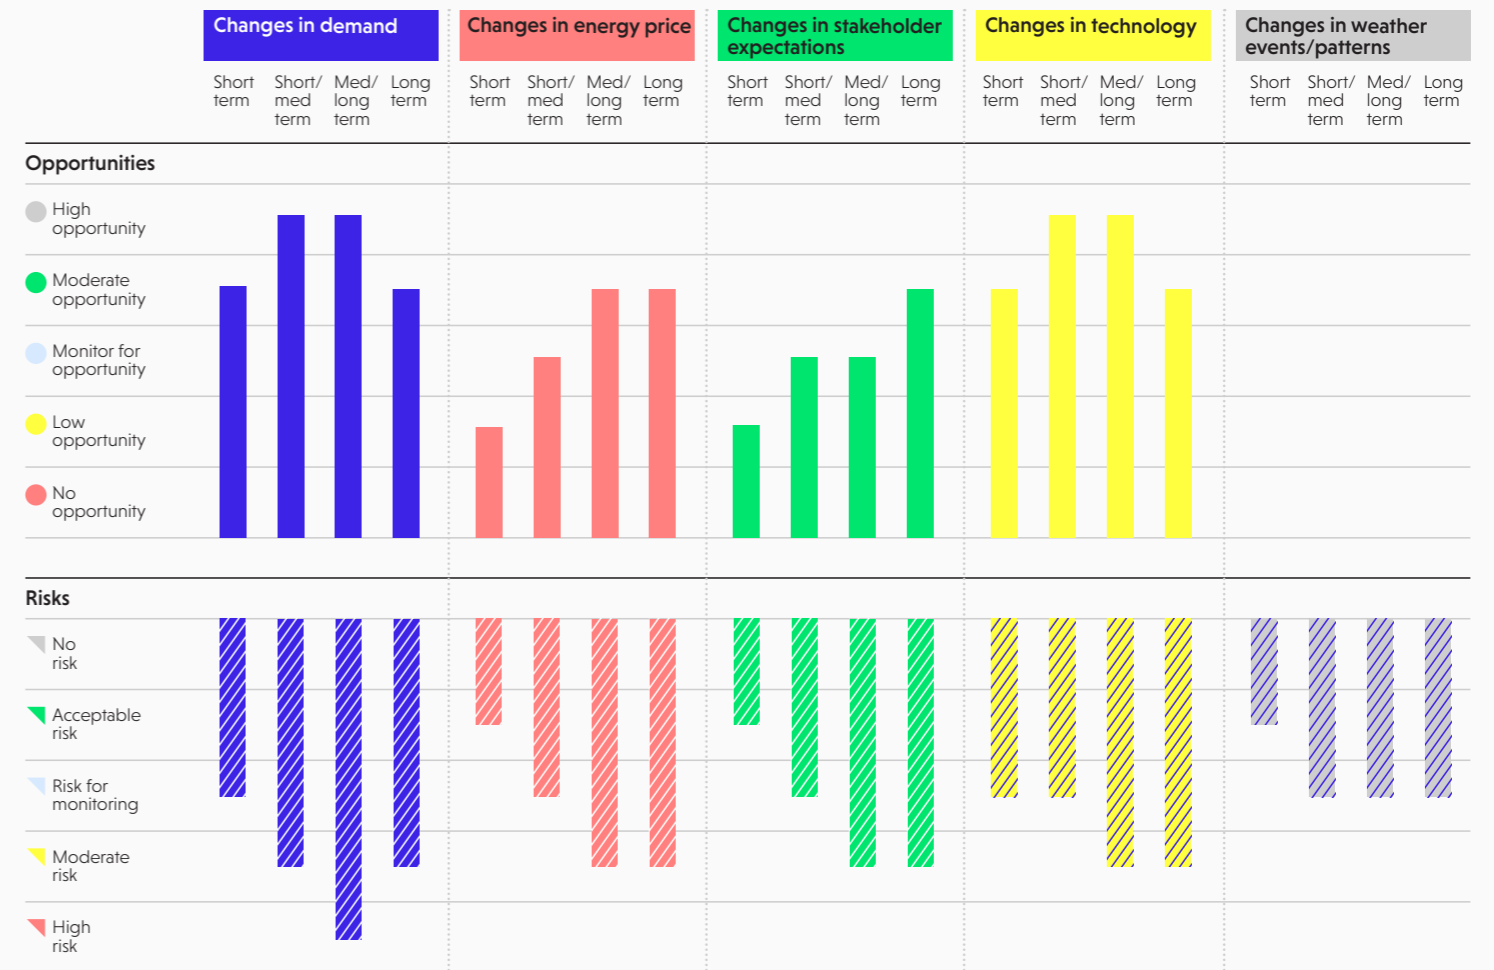 Changes in demand
Changes in energy price
Changes in stakeholder
expectations
Changes in technology
Changes in weather
events/patterns
Short
term
Short/
med
term
Med/
long
term
Long
term
Short
term
Short/
med
term
Med/
long
term
Long
term
Short
term
Short/
med
term
Med/
long
term
Long
term
Short
term
Short/
med
term
Med/
long
term
Long
term
Short
term
Short/
med
term
Med/
long
term
Long
term
Opportunities
High
opportunity
Moderate
opportunity
Monitor for
opportunity
Low
opportunity
No
opportunity
Risks
No
risk
Acceptable
risk
Risk for
monitoring
Moderate
risk
High
risk